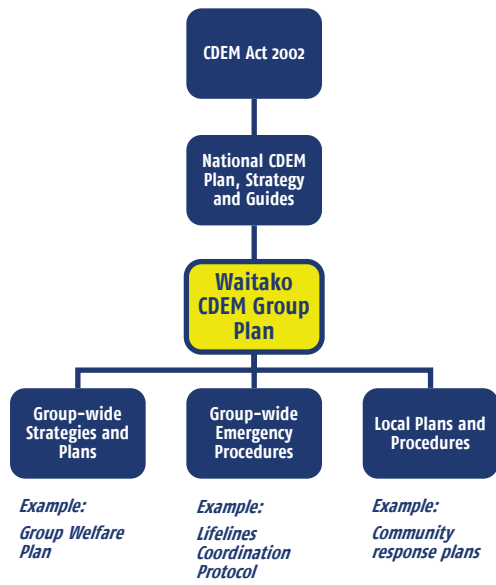 CDEM Act 2002
National CDEM
Plan, Strategy
and Guides
Waitako
CDEM Group
Plan
Group-wide
Strategies and
Plans
Group-wide
Emergency
Procedures
Local Plans and
Procedures
Example:
Group Welfare
Plan
Example:
Lifelines
Coordination
Protocol
Example:
Community
response plans